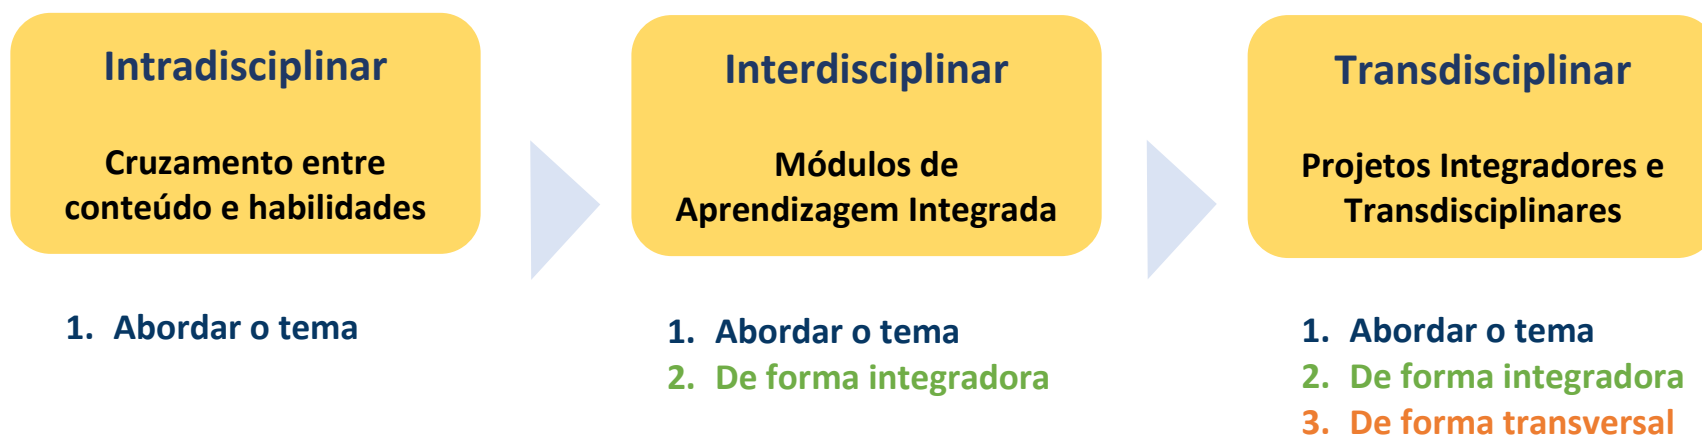 Intradisciplinar
Cruzamento entre
conteúdo e habilidades
1. Abordar o tema
Interdisciplinar
Módulos de
Aprendizagem Integrada
1. Abordar o tema
2. De forma integradora
Transdisciplinar
Projetos Integradores e
Transdisciplinares
1. Abordar o tema
2. De forma integradora
3. De forma transversal